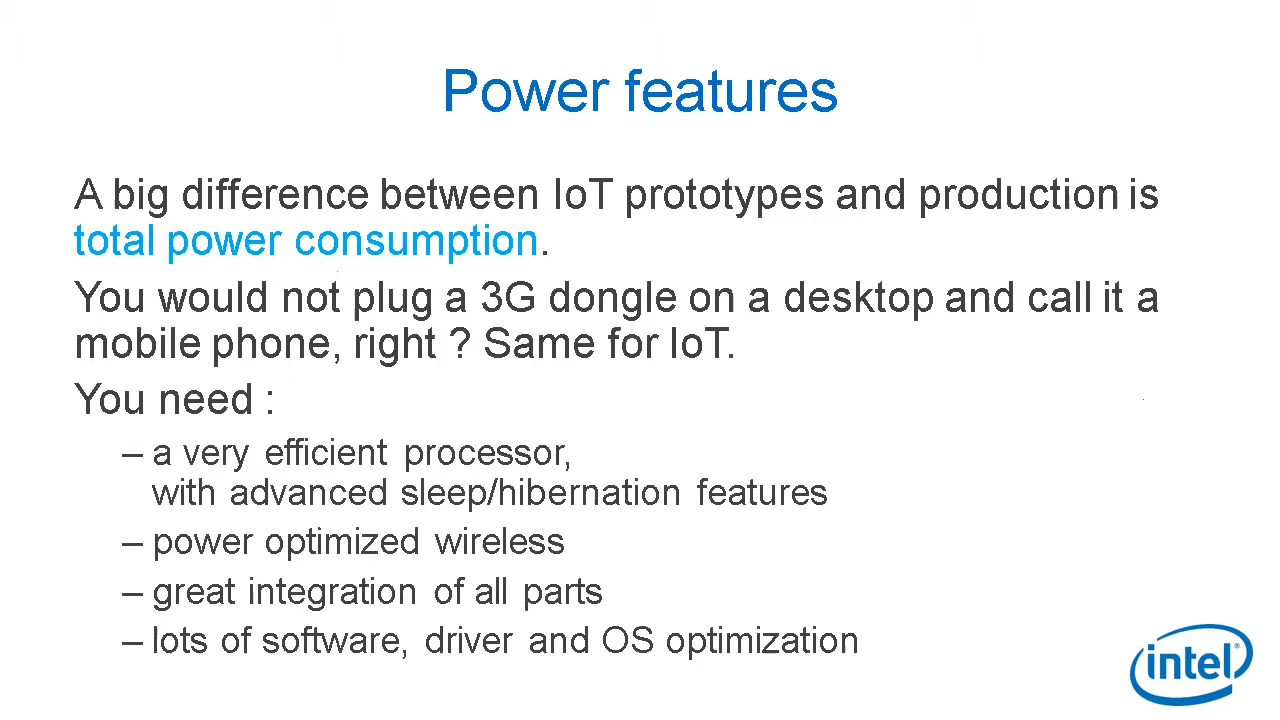 Power features
A big difference between IoT prototypes and production is
total power consumption.
You would not plug a 3G dongle on a desktop and call it a
mobile phone, right ? Same for IoT.
You need :
– a very efficient processor,
with advanced sleep/hibernation features
– power optimized wireless
– great integration of all parts
– lots of software, driver and OS optimization
intel®